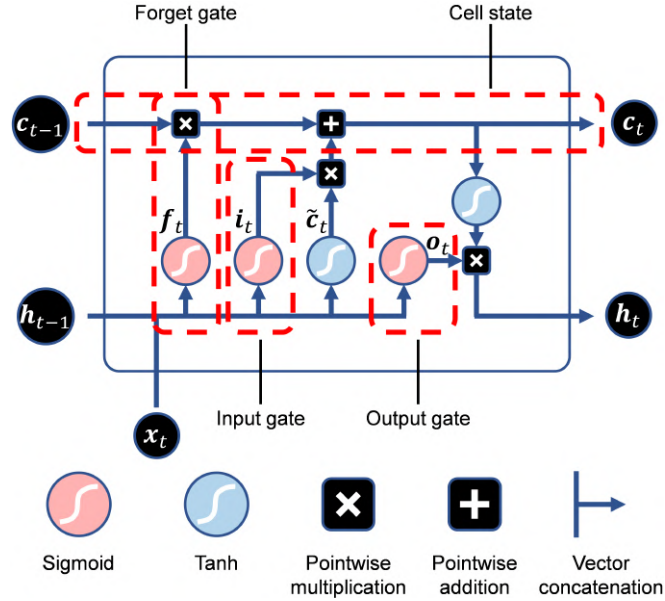 Forget gate
Cell state
c_{t−1}
×
+
c_t
×
f_t
i_t
c̃_t
o_t
×
h_{t−1}
h_t
Input gate
Output gate
x_t
×
+
Sigmoid
Tanh
Pointwise
multiplication
Pointwise
addition
Vector
concatenation